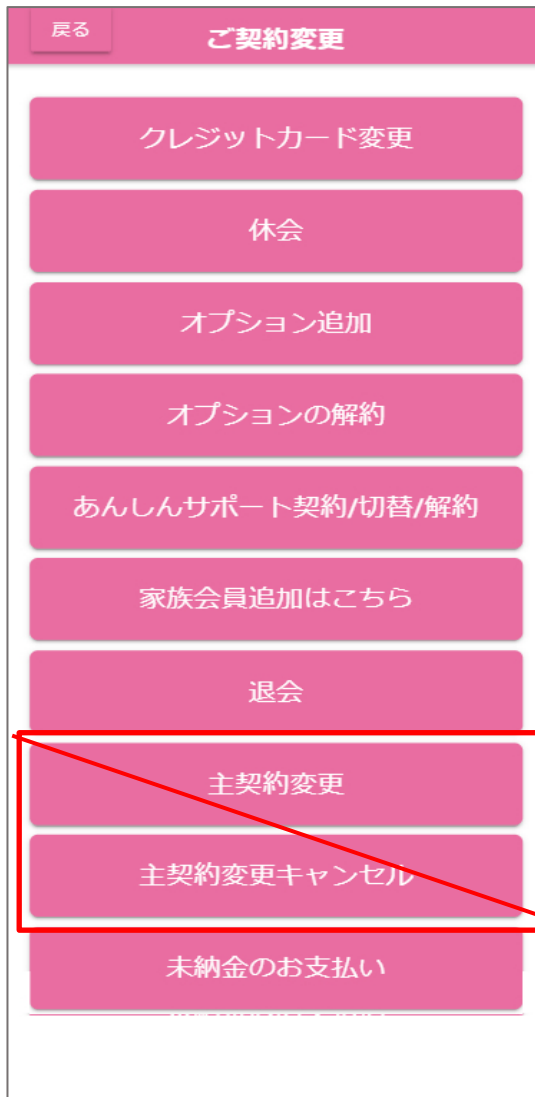 戻る
ご契約変更
クレジットカード変更
休会
オプション追加
オプションの解約
あんしんサポート契約/切替/解約
家族会員追加はこちら
退会
主契約変更
主契約変更キャンセル
未納金のお支払い